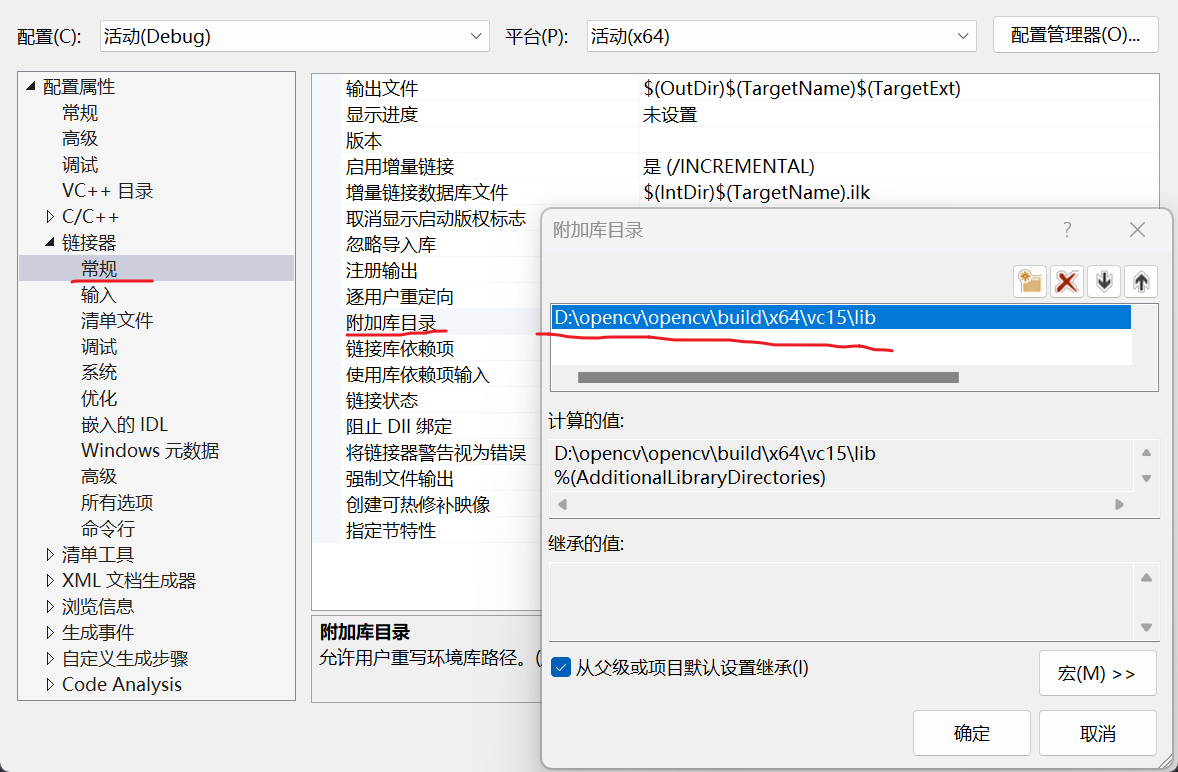 配置(C): 活动(Debug) 平台(P): 活动(x64) 配置管理器(O)...
配置属性
常规
高级
调试
VC++ 目录
C/C++
链接器
常规
输入
清单文件
调试
系统
优化
嵌入的 IDL
Windows 元数据
高级
所有选项
命令行
清单工具
XML 文档生成器
浏览信息
生成事件
自定义生成步骤
Code Analysis
输出文件 $(OutDir)$(TargetName)$(TargetExt)
显示进度 未设置
版本
启用增量链接 是 (/INCREMENTAL)
增量链接数据库文件 $(IntDir)$(TargetName).ilk
取消显示启动版权标志
忽略导入库
注册输出
逐用户重定向
附加库目录
链接库依赖项
使用库依赖项输入
链接状态
阻止 Dll 绑定
将链接器警告视为错误
强制文件输出
创建可热修补映像
指定节特性
附加库目录
允许用户重写环境库路径。(
附加库目录 ?
D:\opencv\opencv\build\x64\vc15\lib
计算的值:
D:\opencv\opencv\build\x64\vc15\lib
%(AdditionalLibraryDirectories)
继承的值:
从父级或项目默认设置继承(I)
宏(M) >>
确定 取消